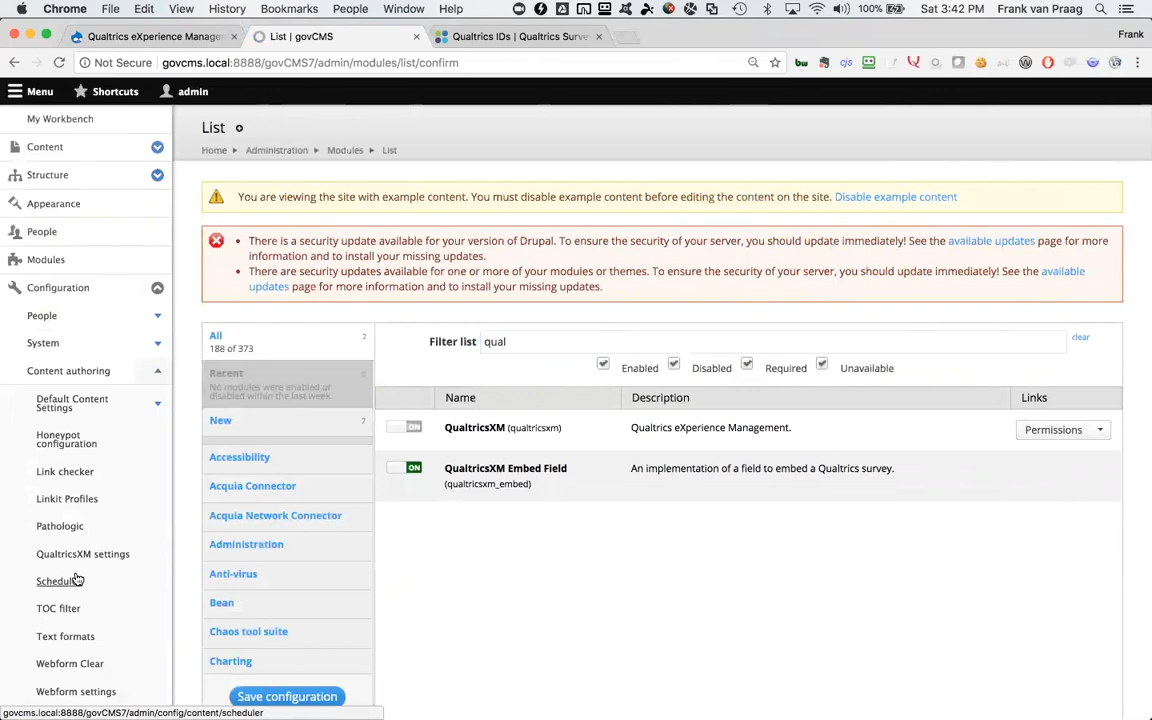 Chrome File Edit View History Bookmarks People Window Help 100% Sat 3:42 PM Frank van Praag
Qualtrics eXperience Manageme × List | govCMS × Qualtrics IDs | Qualtrics Surve × Frank
Not Secure govcms.local:8888/govCMS7/admin/modules/list/confirm
Menu Shortcuts admin
My Workbench
Content
Structure
Appearance
People
Modules
Configuration
People
System
Content authoring
Default Content
Settings
Honeypot
configuration
Link checker
Linkit Profiles
Pathologic
QualtricsXM settings
TOC filter
Text formats
Webform Clear
Webform settings
govcms.local:8888/govCMS7/admin/config/content/scheduler
List
Home Administration Modules List
You are viewing the site with example content. You must disable example content before editing the content on the site. Disable example content
There is a security update available for your version of Drupal. To ensure the security of your server, you should update immediately! See the available updates page for more
information and to install your missing updates.
There are security updates available for one or more of your modules or themes. To ensure the security of your server, you should update immediately! See the available
updates page for more information and to install your missing updates.
All 2
188 of 373
Recent
No modules were enabled or
disabled within the last week.
New 2
Accessibility
Acquia Connector
Acquia Network Connector
Administration
Anti-virus
Bean
Chaos tool suite
Charting
Save configuration
Filter list qual clear
Enabled Disabled Required Unavailable
Name Description Links
ON QualtricsXM (qualtricsxm) Qualtrics eXperience Management. Permissions
ON QualtricsXM Embed Field An implementation of a field to embed a Qualtrics survey.
(qualtricsxm_embed)